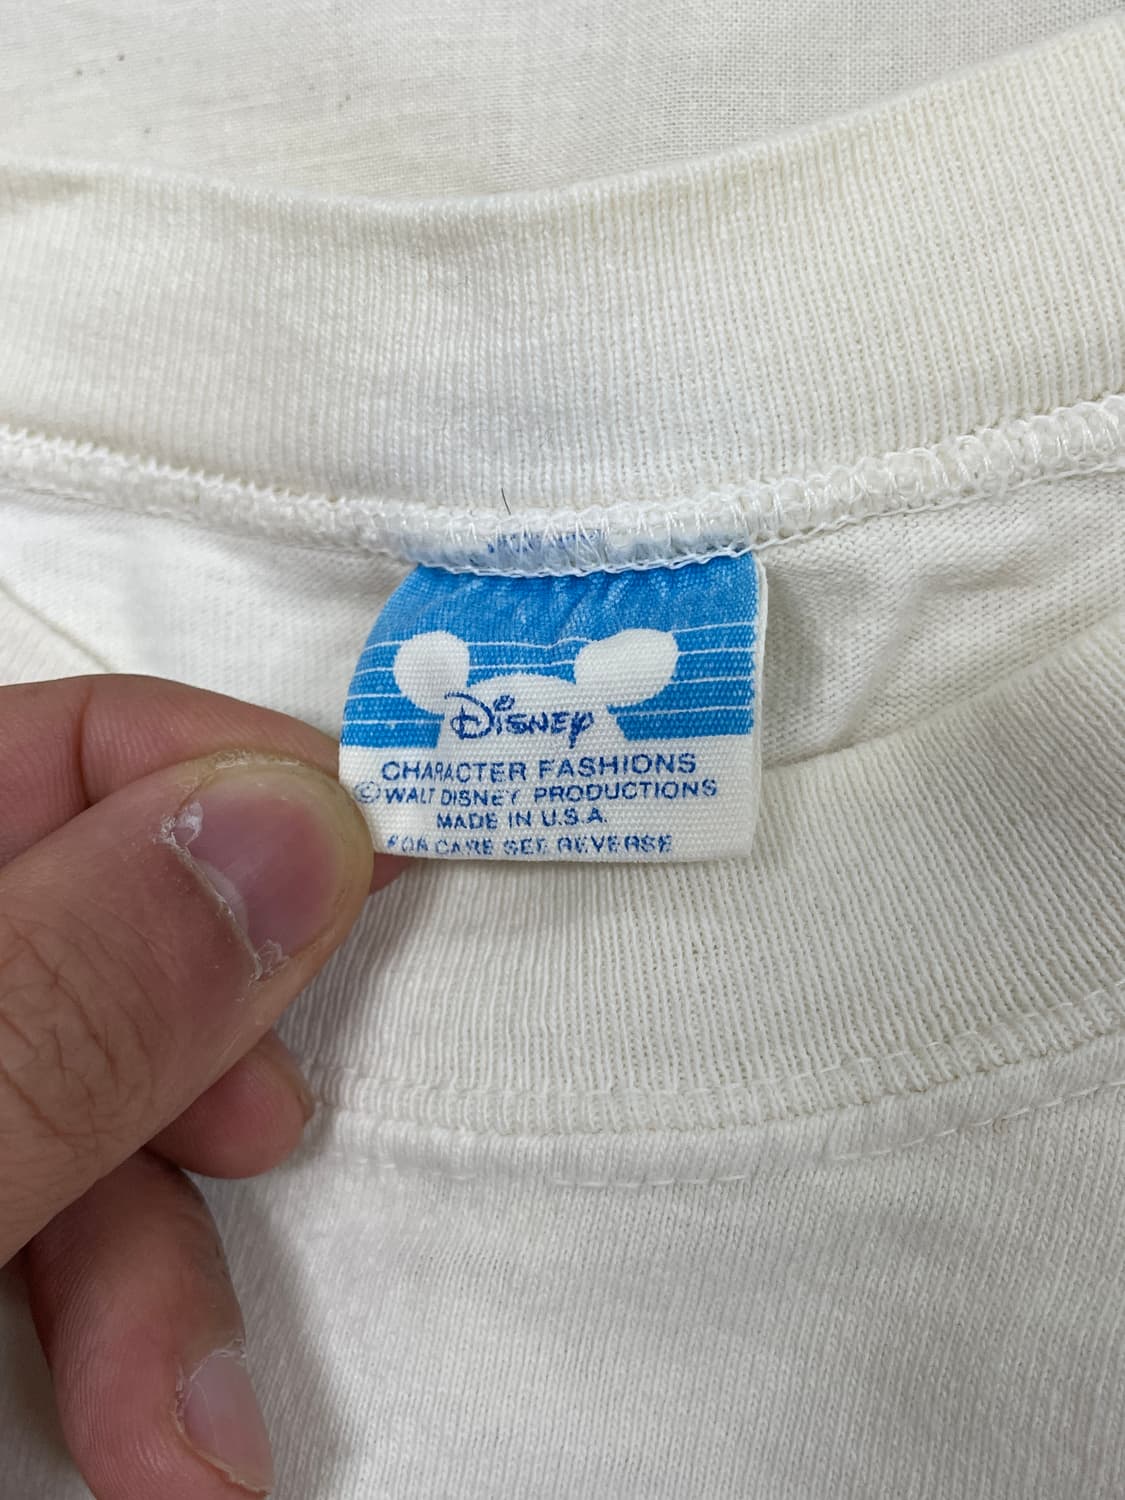 DISNEY
CHARACTER FASHIONS
© WALT DISNEY PRODUCTIONS
MADE IN U.S.A.
FOR CARE SEE REVERSE